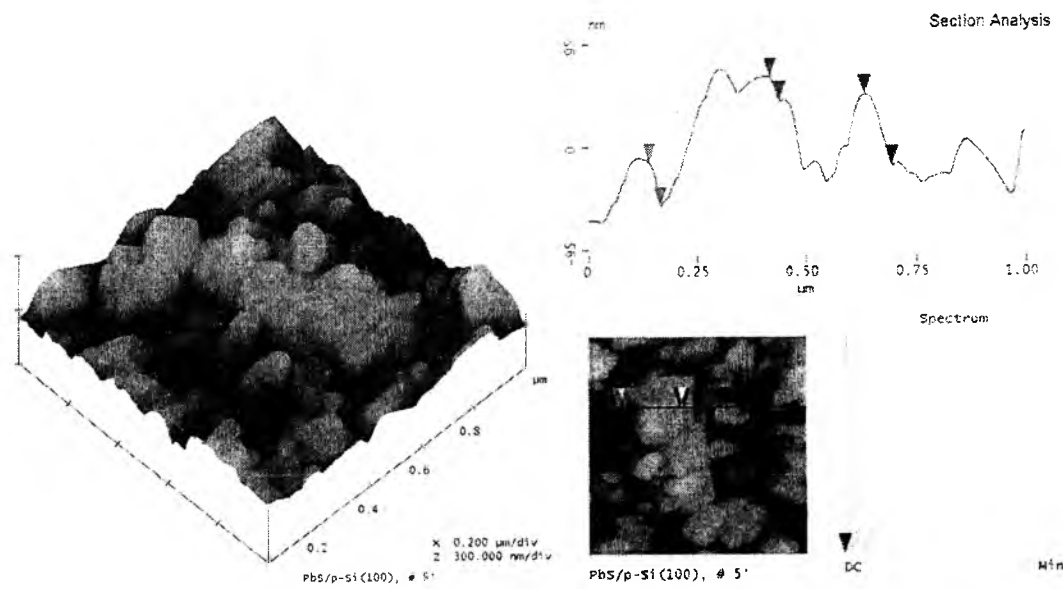 µm
0.8
0.6
0.4
0.2
X 0.200 µm/div
Z 300.000 nm/div
PbS/p-Si(100), # 5'
Section Analysis
nm
95
0
-95
0 0.25 0.50 0.75 1.00
µm
Spectrum
PbS/p-Si(100), # 5'
DC
Min